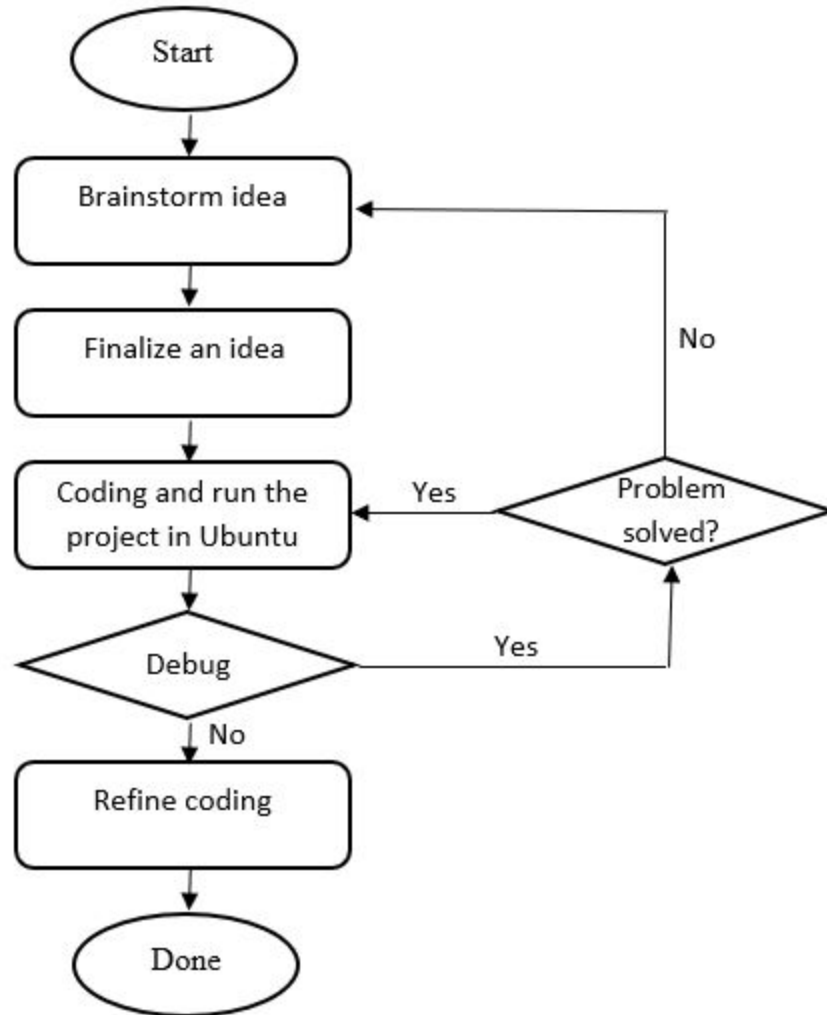 Start
Brainstorm idea
Finalize an idea
No
Coding and run the
project in Ubuntu
Yes
Problem
solved?
Debug
Yes
No
Refine coding
Done